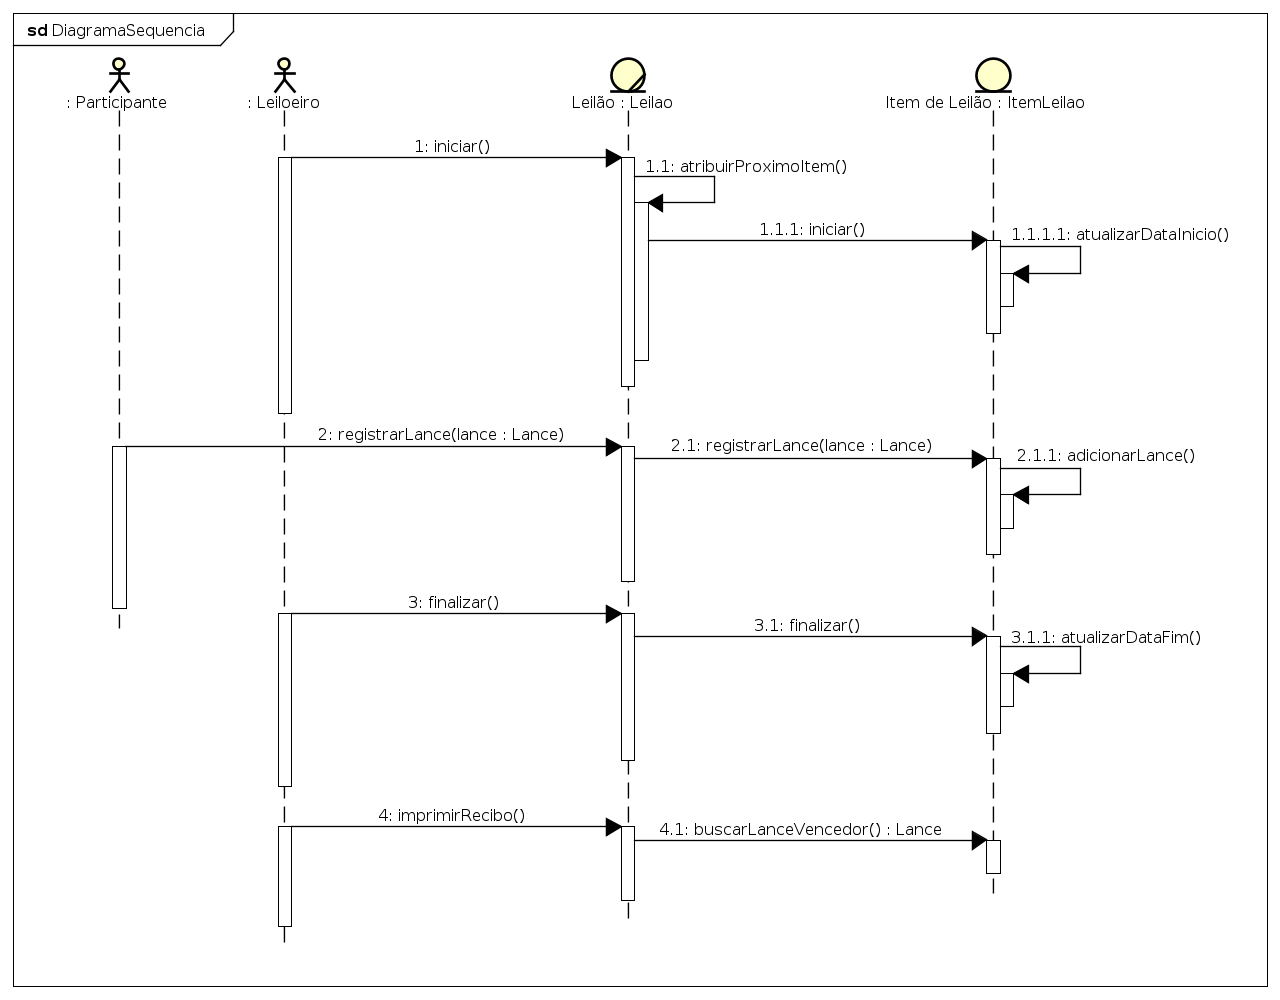 sd DiagramaSequencia
: Participante
: Leiloeiro
Leilão : Leilao
Item de Leilão : ItemLeilao
1: iniciar()
1.1: atribuirProximoItem()
1.1.1: iniciar()
1.1.1.1: atualizarDataInicio()
2: registrarLance(lance : Lance)
2.1: registrarLance(lance : Lance)
2.1.1: adicionarLance()
3: finalizar()
3.1: finalizar()
3.1.1: atualizarDataFim()
4: imprimirRecibo()
4.1: buscarLanceVencedor() : Lance